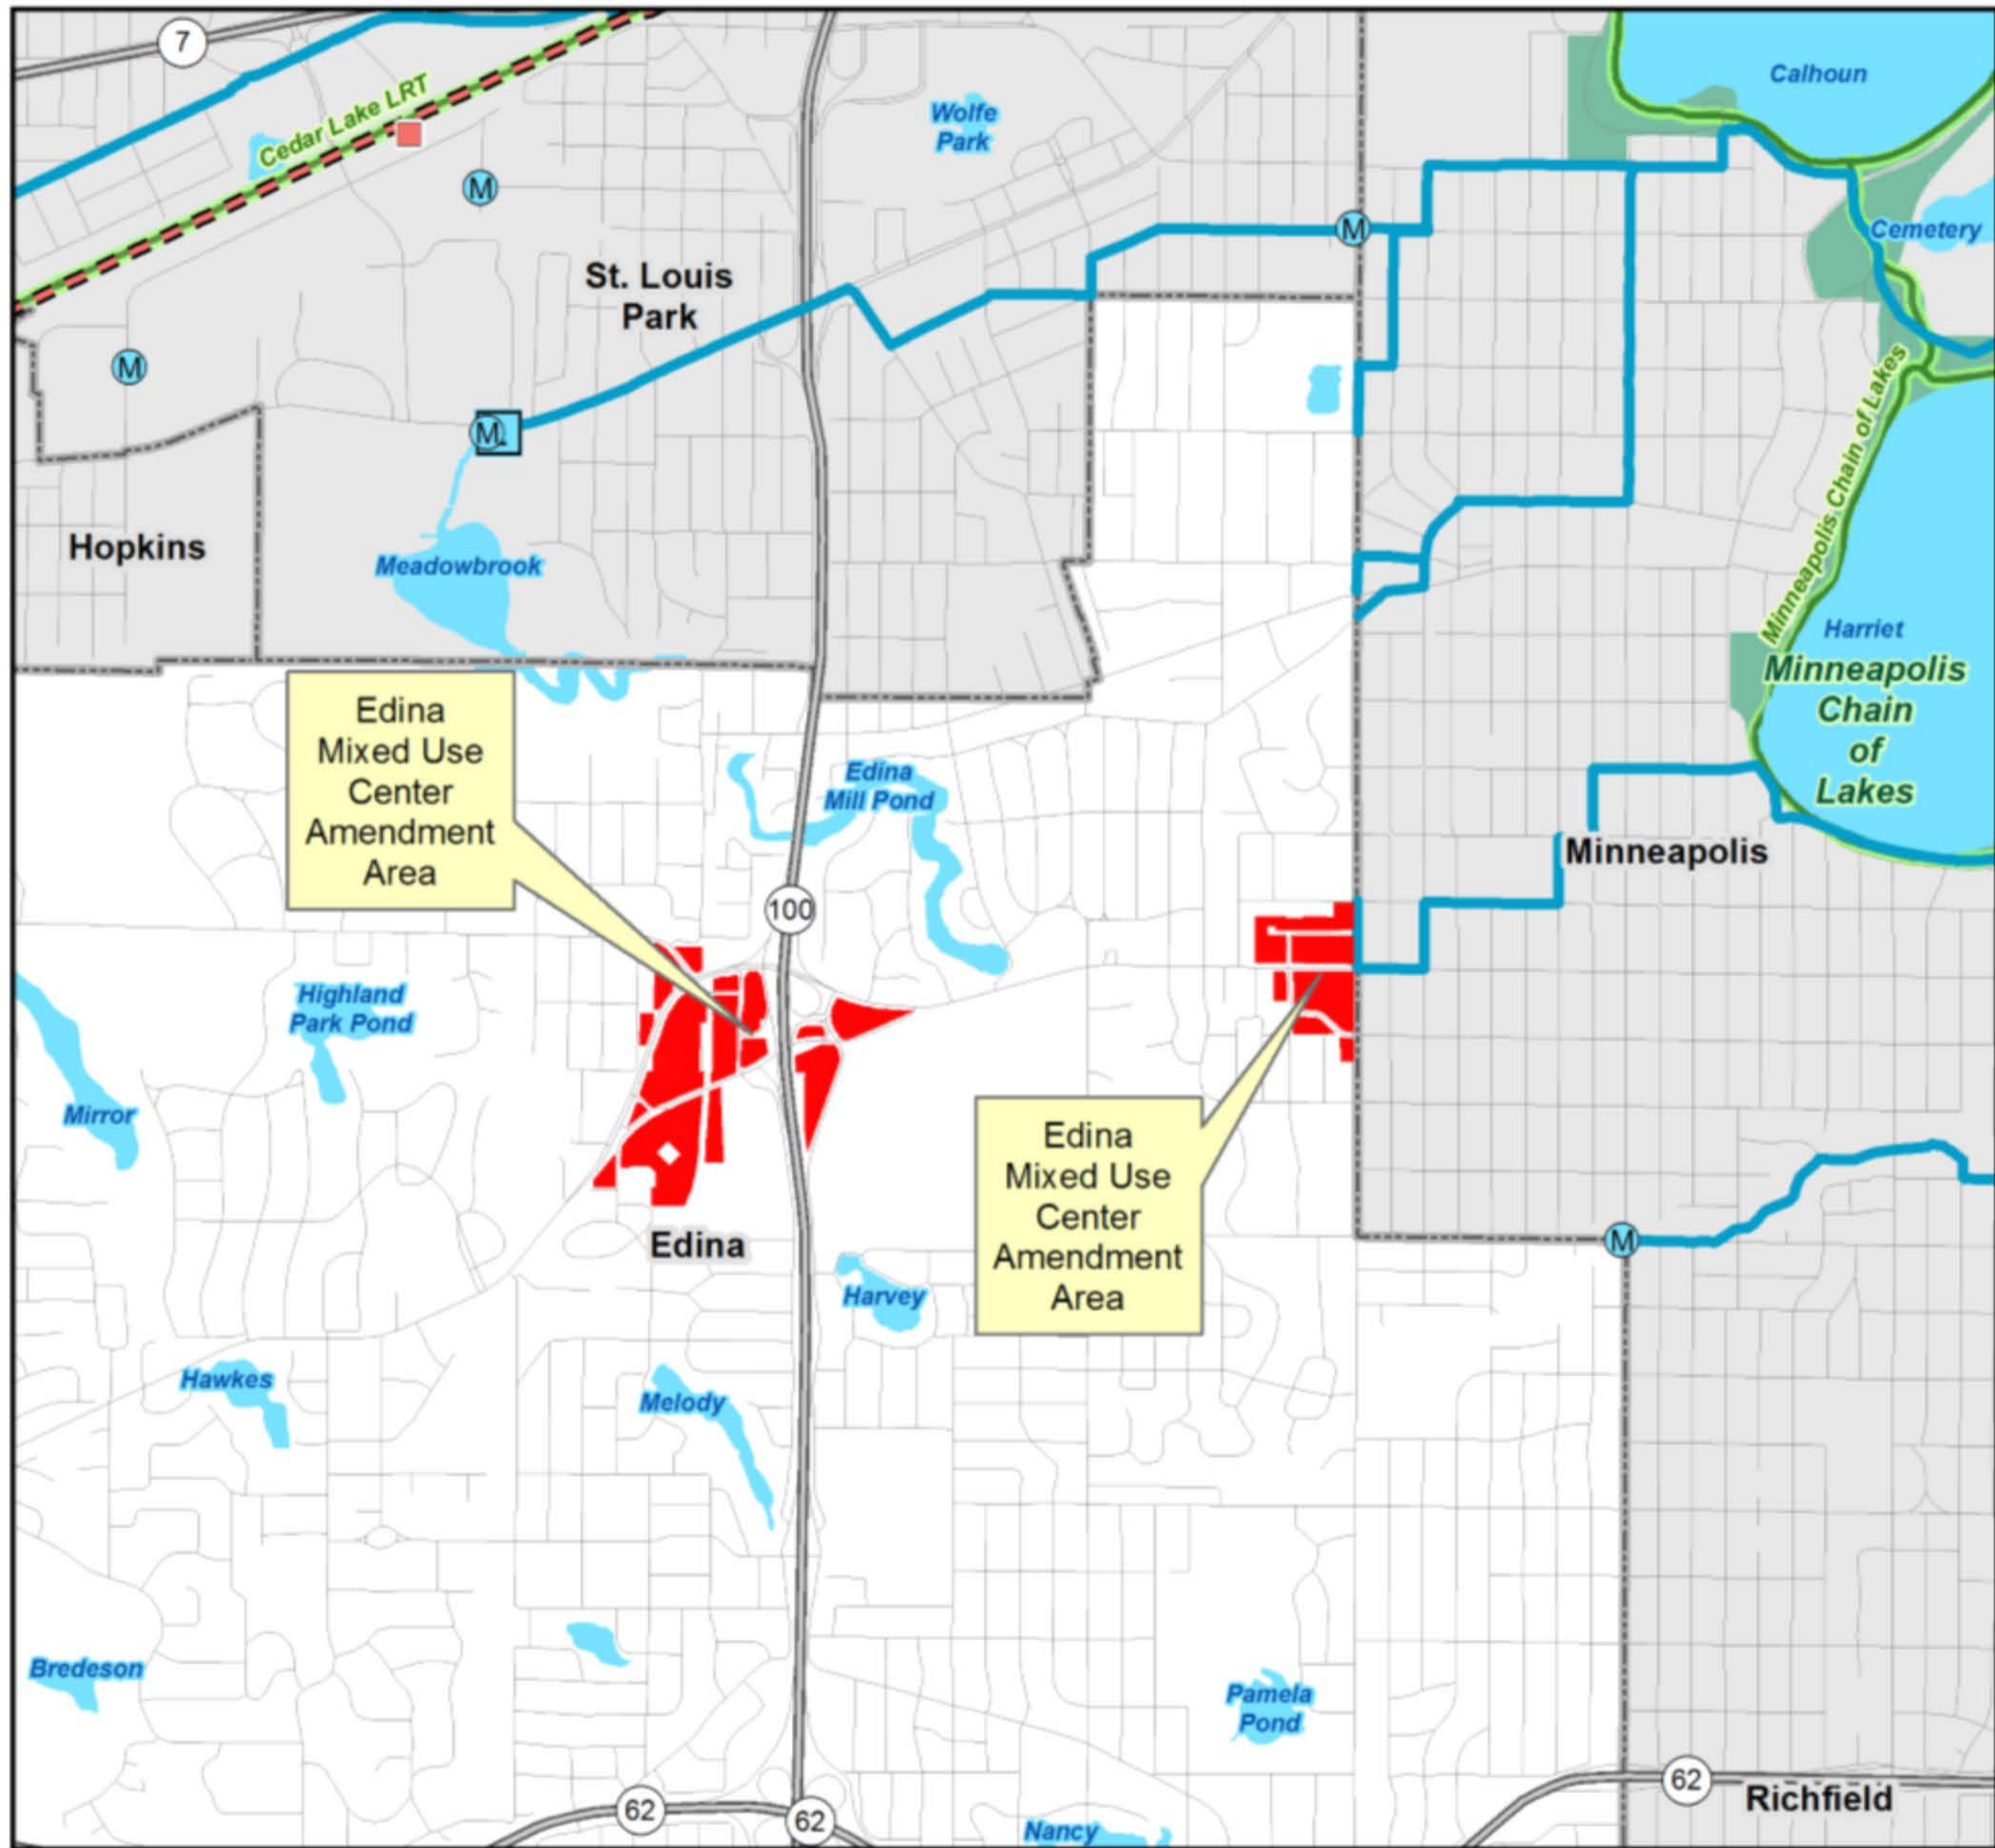 7
Calhoun
Cedar Lake LRT
Wolfe
Park
M
M
Cemetery
St. Louis
Park
M
M
Minneapolis Chain of Lakes
Hopkins
Meadowbrook
Harriet
Minneapolis
Chain
of
Lakes
Edina
Mixed Use
Center
Amendment
Area
Edina
Mill Pond
Minneapolis
100
Highland
Park Pond
Mirror
Edina
Mixed Use
Center
Amendment
Area
Edina
M
Harvey
Hawkes
Melody
Bredeson
Pamela
Pond
62
Richfield
62
62
Nancy